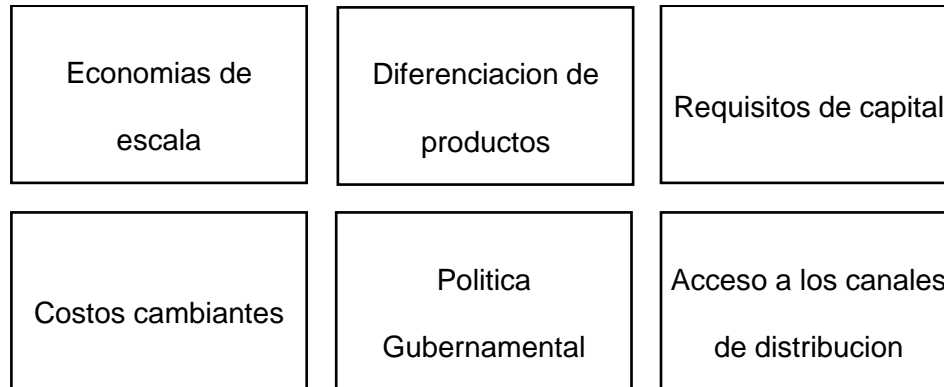 Economias de
escala
Diferenciacion de
productos
Requisitos de capital
Costos cambiantes
Politica
Gubernamental
Acceso a los canales
de distribucion